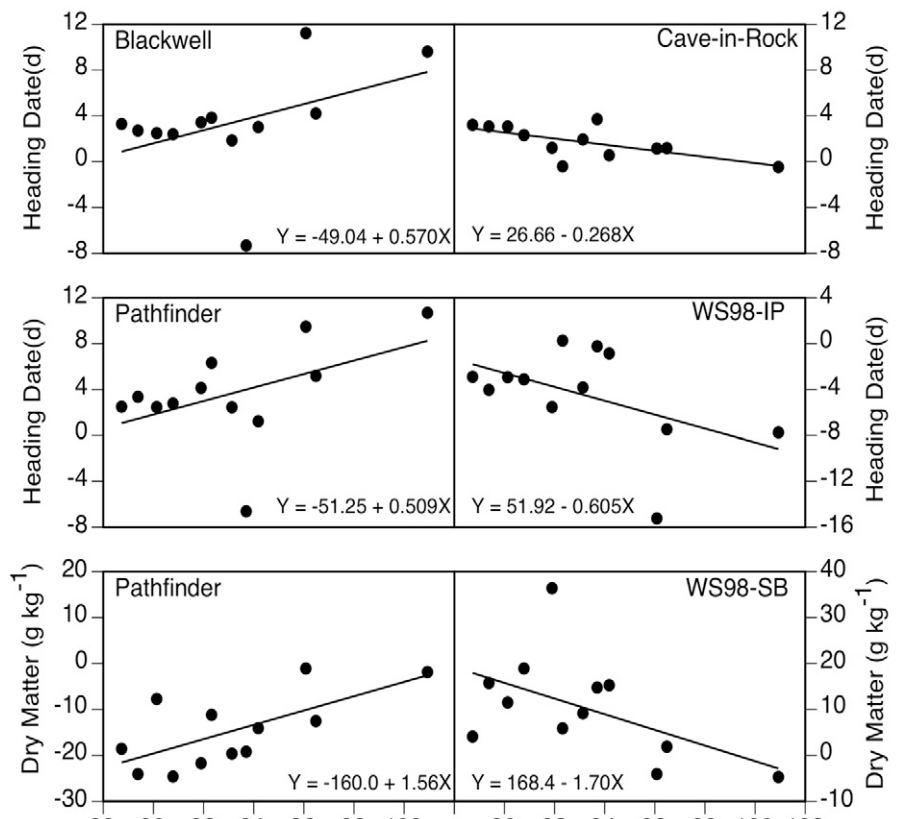 12
8
4
0
-4
-8
Heading Date(d)
Blackwell
Y = -49.04 + 0.570X
Cave-in-Rock
Y = 26.66 - 0.268X
12
8
4
0
-4
-8
Heading Date(d)
12
8
4
0
-4
-8
Heading Date(d)
Pathfinder
Y = -51.25 + 0.509X
WS98-IP
Y = 51.92 - 0.605X
4
0
-4
-8
-12
-16
Heading Date(d)
20
10
0
-10
-20
-30
Dry Matter (g kg⁻¹)
Pathfinder
Y = -160.0 + 1.56X
WS98-SB
Y = 168.4 - 1.70X
40
30
20
10
0
-10
Dry Matter (g kg⁻¹)